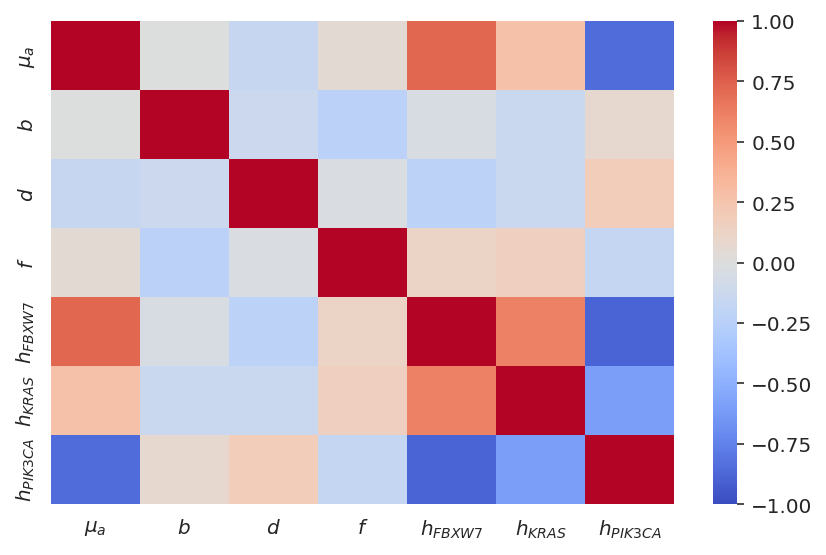 μa
b
d
f
hFBXW7
hKRAS
hPIK3CA
μa b d f hFBXW7 hKRAS hPIK3CA
1.00
0.75
0.50
0.25
0.00
−0.25
−0.50
−0.75
−1.00